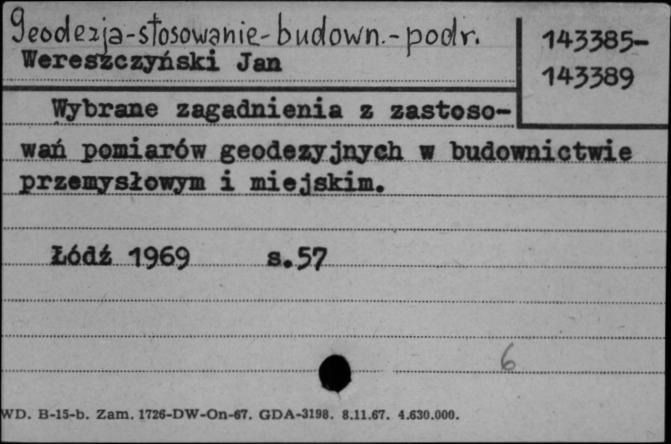 Geodezja-stosowanie-budown.-podr.
143385-
143389
Wereszczyński Jan
Wybrane zagadnienia z zastoso-
wań pomiarów geodezyjnych w budownictwie
przemysłowym i miejskim.
Łódź 1969 s.57
6
WD. B-15-b. Zam. 1726-DW-On-67. GDA-3198. 8.11.67. 4.630.000.